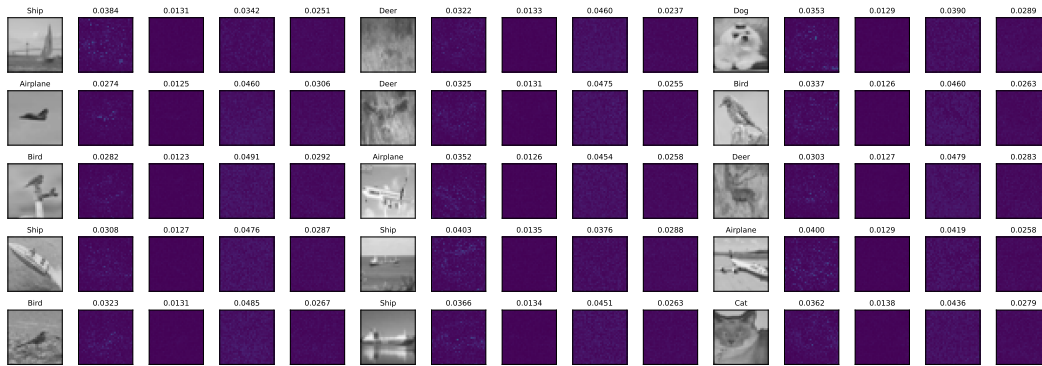 Ship 0.0384 0.0131 0.0342 0.0251 Deer 0.0322 0.0133 0.0460 0.0237 Dog 0.0353 0.0129 0.0390 0.0289
Airplane 0.0274 0.0125 0.0460 0.0306 Deer 0.0325 0.0131 0.0475 0.0255 Bird 0.0337 0.0126 0.0460 0.0263
Bird 0.0282 0.0123 0.0491 0.0292 Airplane 0.0352 0.0126 0.0454 0.0258 Deer 0.0303 0.0127 0.0479 0.0283
Ship 0.0308 0.0127 0.0476 0.0287 Ship 0.0403 0.0135 0.0376 0.0288 Airplane 0.0400 0.0129 0.0419 0.0258
Bird 0.0323 0.0131 0.0485 0.0267 Ship 0.0366 0.0134 0.0451 0.0263 Cat 0.0362 0.0138 0.0436 0.0279